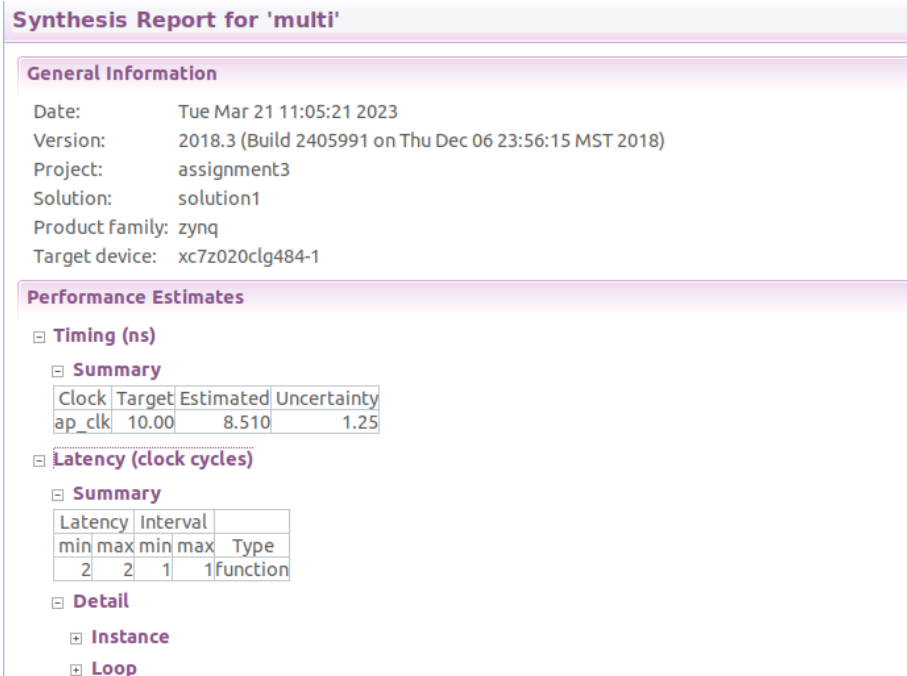 Synthesis Report for 'multi'
General Information
Date: Tue Mar 21 11:05:21 2023
Version: 2018.3 (Build 2405991 on Thu Dec 06 23:56:15 MST 2018)
Project: assignment3
Solution: solution1
Product family: zynq
Target device: xc7z020clg484-1
Performance Estimates
Timing (ns)
Summary
Clock Target Estimated Uncertainty
ap_clk 10.00 8.510 1.25
Latency (clock cycles)
Summary
Latency Interval
min max min max Type
2 2 1 1 function
Detail
Instance
Loop